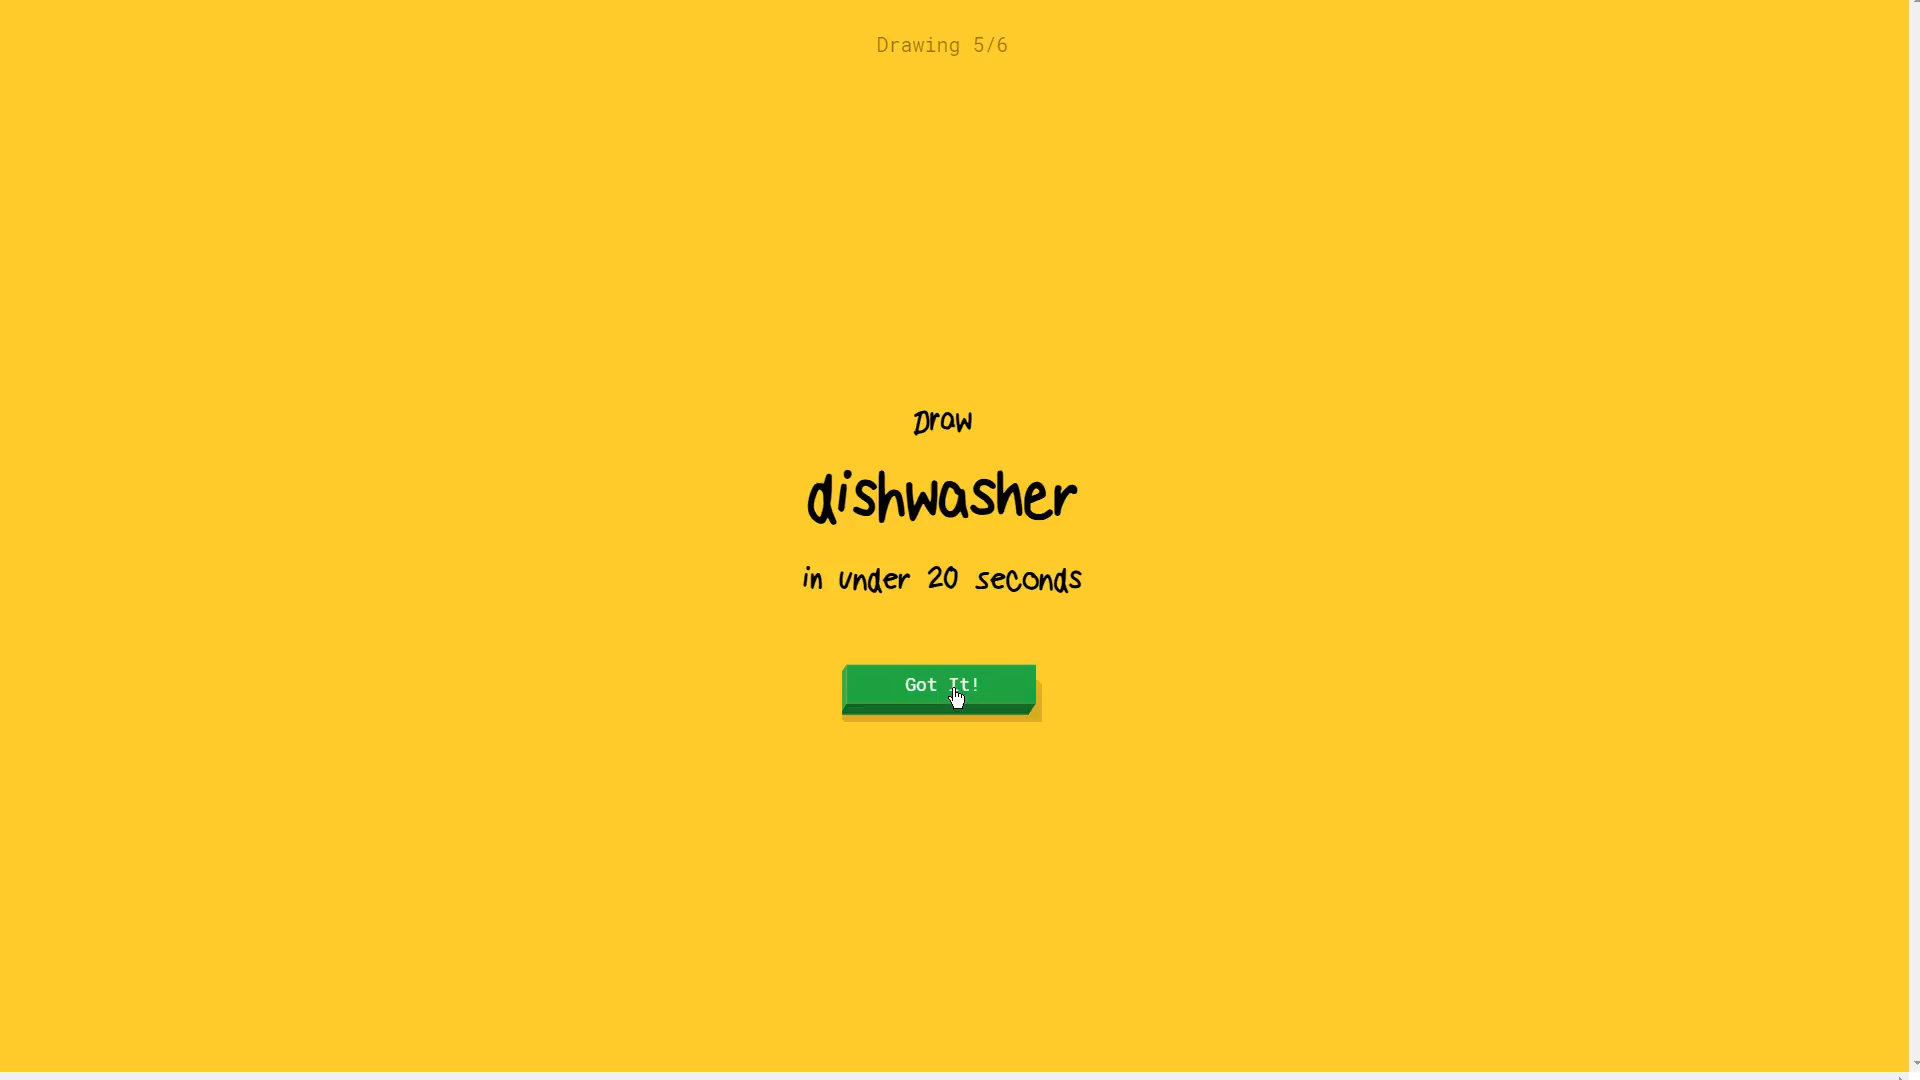 Drawing 5/6
Draw
dishwasher
in under 20 seconds
Got It!